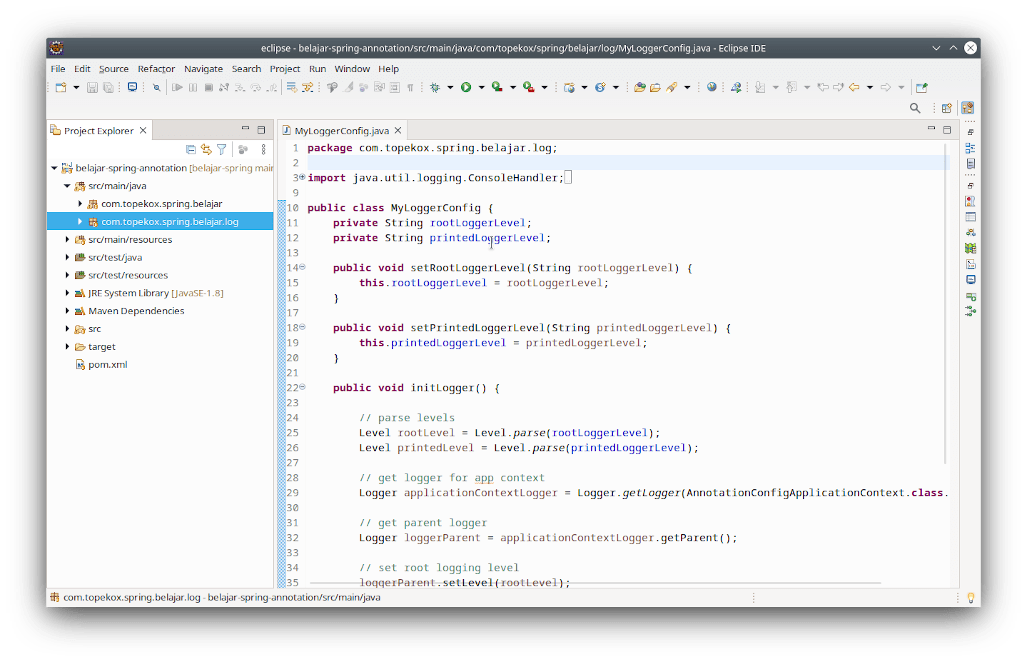 eclipse - belajar-spring-annotation/src/main/java/com/topekox/spring/belajar/log/MyLoggerConfig.java - Eclipse IDE
File Edit Source Refactor Navigate Search Project Run Window Help
Project Explorer
belajar-spring-annotation [belajar-spring mair
src/main/java
com.topekox.spring.belajar
com.topekox.spring.belajar.log
src/main/resources
src/test/java
src/test/resources
JRE System Library [JavaSE-1.8]
Maven Dependencies
src
target
pom.xml
MyLoggerConfig.java
1 package com.topekox.spring.belajar.log;
2
3 import java.util.logging.ConsoleHandler;
9
10 public class MyLoggerConfig {
11 private String rootLoggerLevel;
12 private String printedLoggerLevel;
13
14 public void setRootLoggerLevel(String rootLoggerLevel) {
15 this.rootLoggerLevel = rootLoggerLevel;
16 }
17
18 public void setPrintedLoggerLevel(String printedLoggerLevel) {
19 this.printedLoggerLevel = printedLoggerLevel;
20 }
21
22 public void initLogger() {
23
24 // parse levels
25 Level rootLevel = Level.parse(rootLoggerLevel);
26 Level printedLevel = Level.parse(printedLoggerLevel);
27
28 // get logger for app context
29 Logger applicationContextLogger = Logger.getLogger(AnnotationConfigApplicationContext.class.
30
31 // get parent logger
32 Logger loggerParent = applicationContextLogger.getParent();
33
34 // set root logging level
35 loggerParent.setLevel(rootLevel);
com.topekox.spring.belajar.log - belajar-spring-annotation/src/main/java